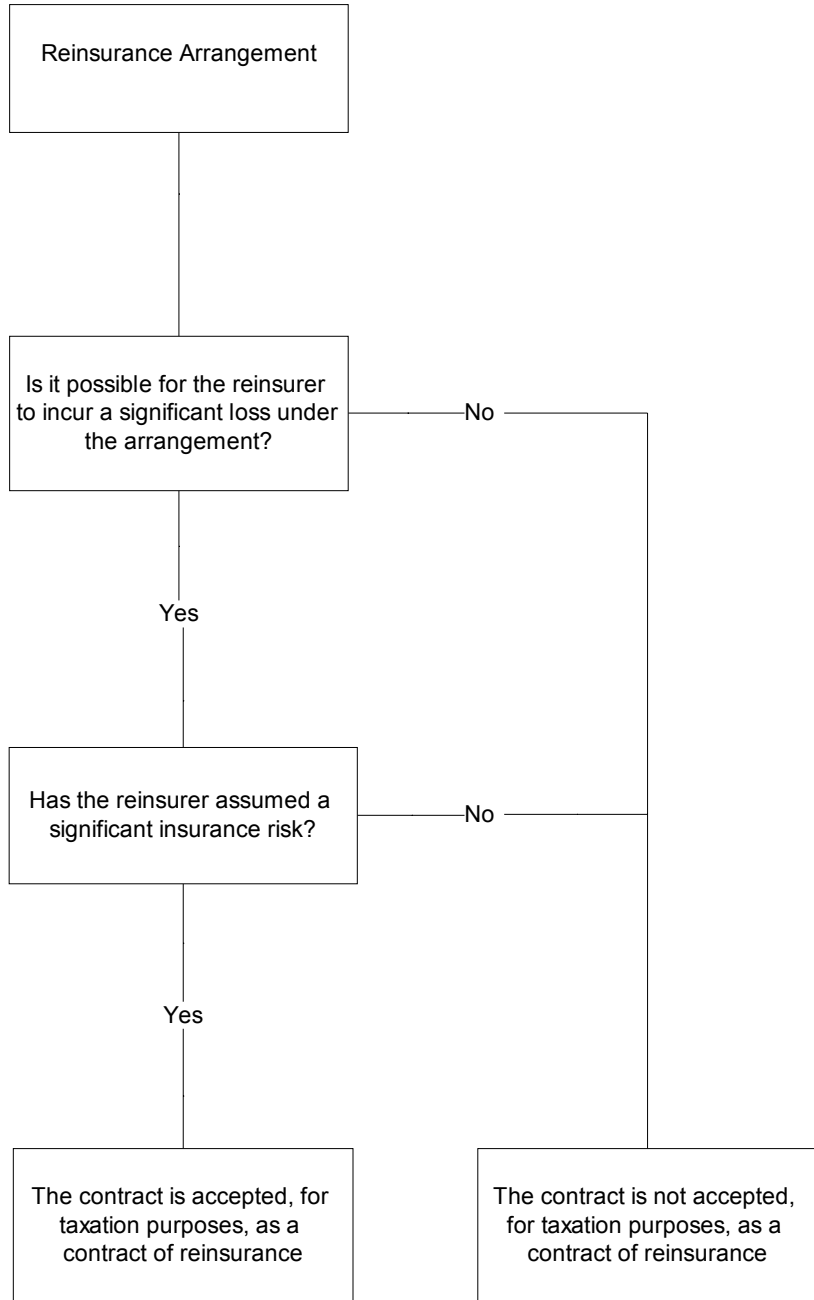 Reinsurance Arrangement
Is it possible for the reinsurer
to incur a significant loss under
the arrangement?
No
Yes
Has the reinsurer assumed a
significant insurance risk?
No
Yes
The contract is accepted, for
taxation purposes, as a
contract of reinsurance
The contract is not accepted,
for taxation purposes, as a
contract of reinsurance